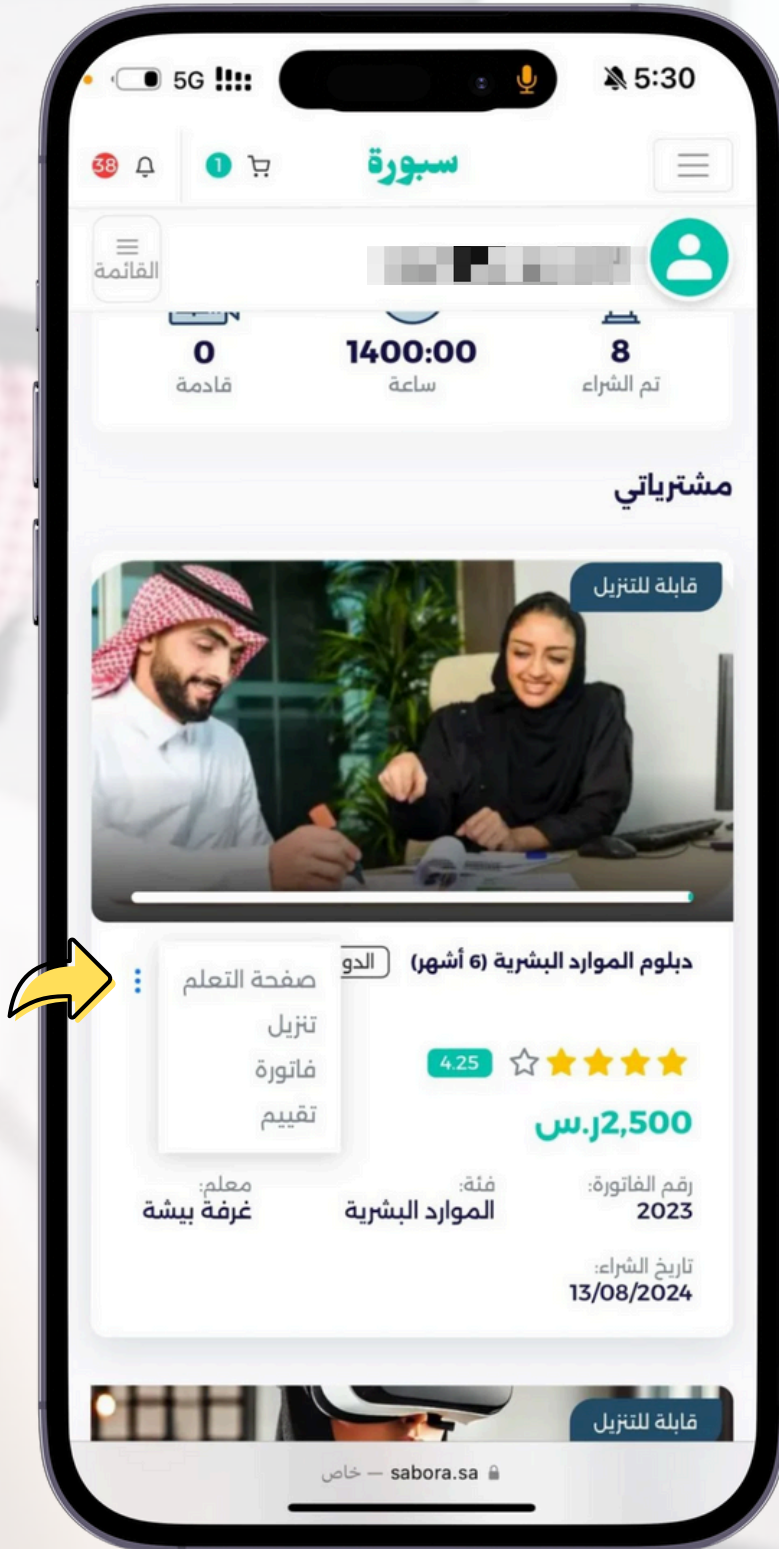 5:30
5G
سبورة
1
38
القائمة
8
تم الشراء
1400:00
ساعة
0
قادمة
مشترياتي
قابلة للتنزيل
دبلوم الموارد البشرية (6 أشهر)
الدو
صفحة التعلم
تنزيل
فاتورة
تقييم
4.25
2,500ر.س
رقم الفاتورة:
2023
فئة:
الموارد البشرية
معلم:
غرفة بيشة
تاريخ الشراء:
13/08/2024
قابلة للتنزيل
sabora.sa — خاص